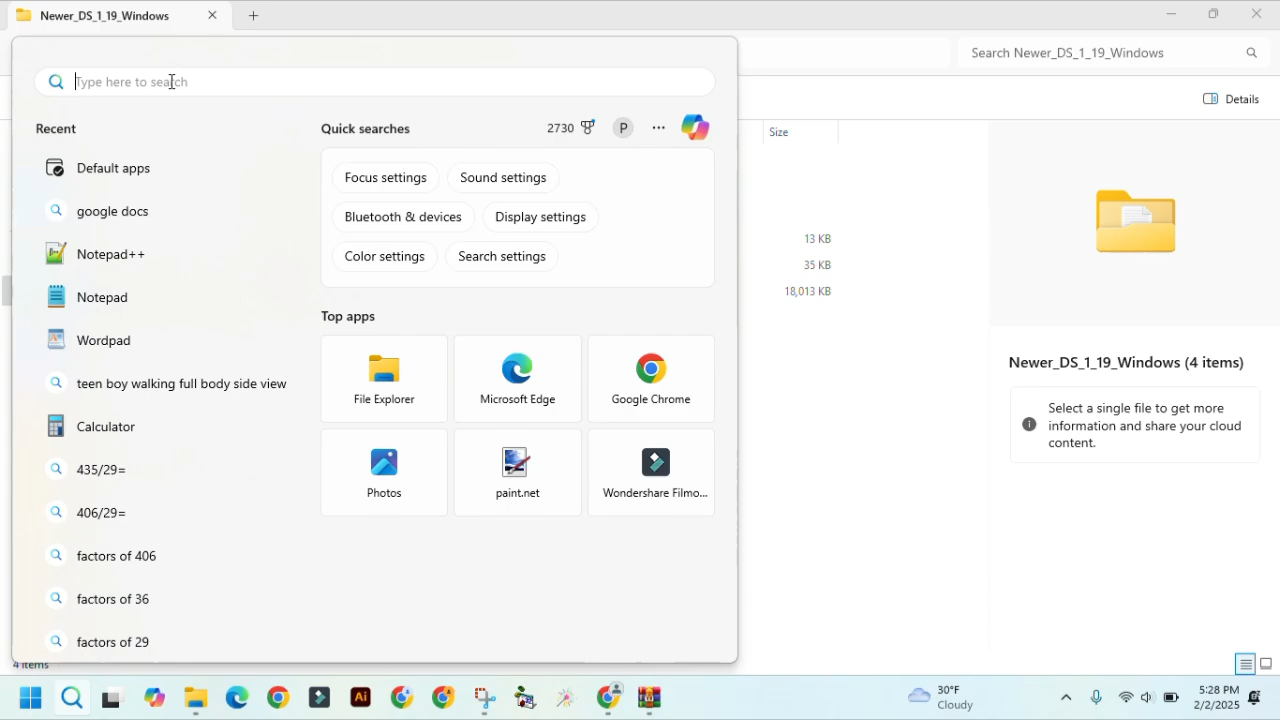 Newer_DS_1_19_Windows
Search Newer_DS_1_19_Windows
Type here to search
Details
Recent
Quick searches
2730
P
Size
Default apps
google docs
Notepad++
Notepad
Wordpad
teen boy walking full body side view
Calculator
435/29=
406/29=
factors of 406
factors of 36
factors of 29
Focus settings
Sound settings
Bluetooth & devices
Display settings
Color settings
Search settings
Top apps
File Explorer
Microsoft Edge
Google Chrome
Photos
paint.net
Wondershare Filmo...
13 KB
35 KB
18,013 KB
Newer_DS_1_19_Windows (4 items)
Select a single file to get more
information and share your cloud
content.
4 items
Ai
30°F
Cloudy
5:28 PM
2/2/2025